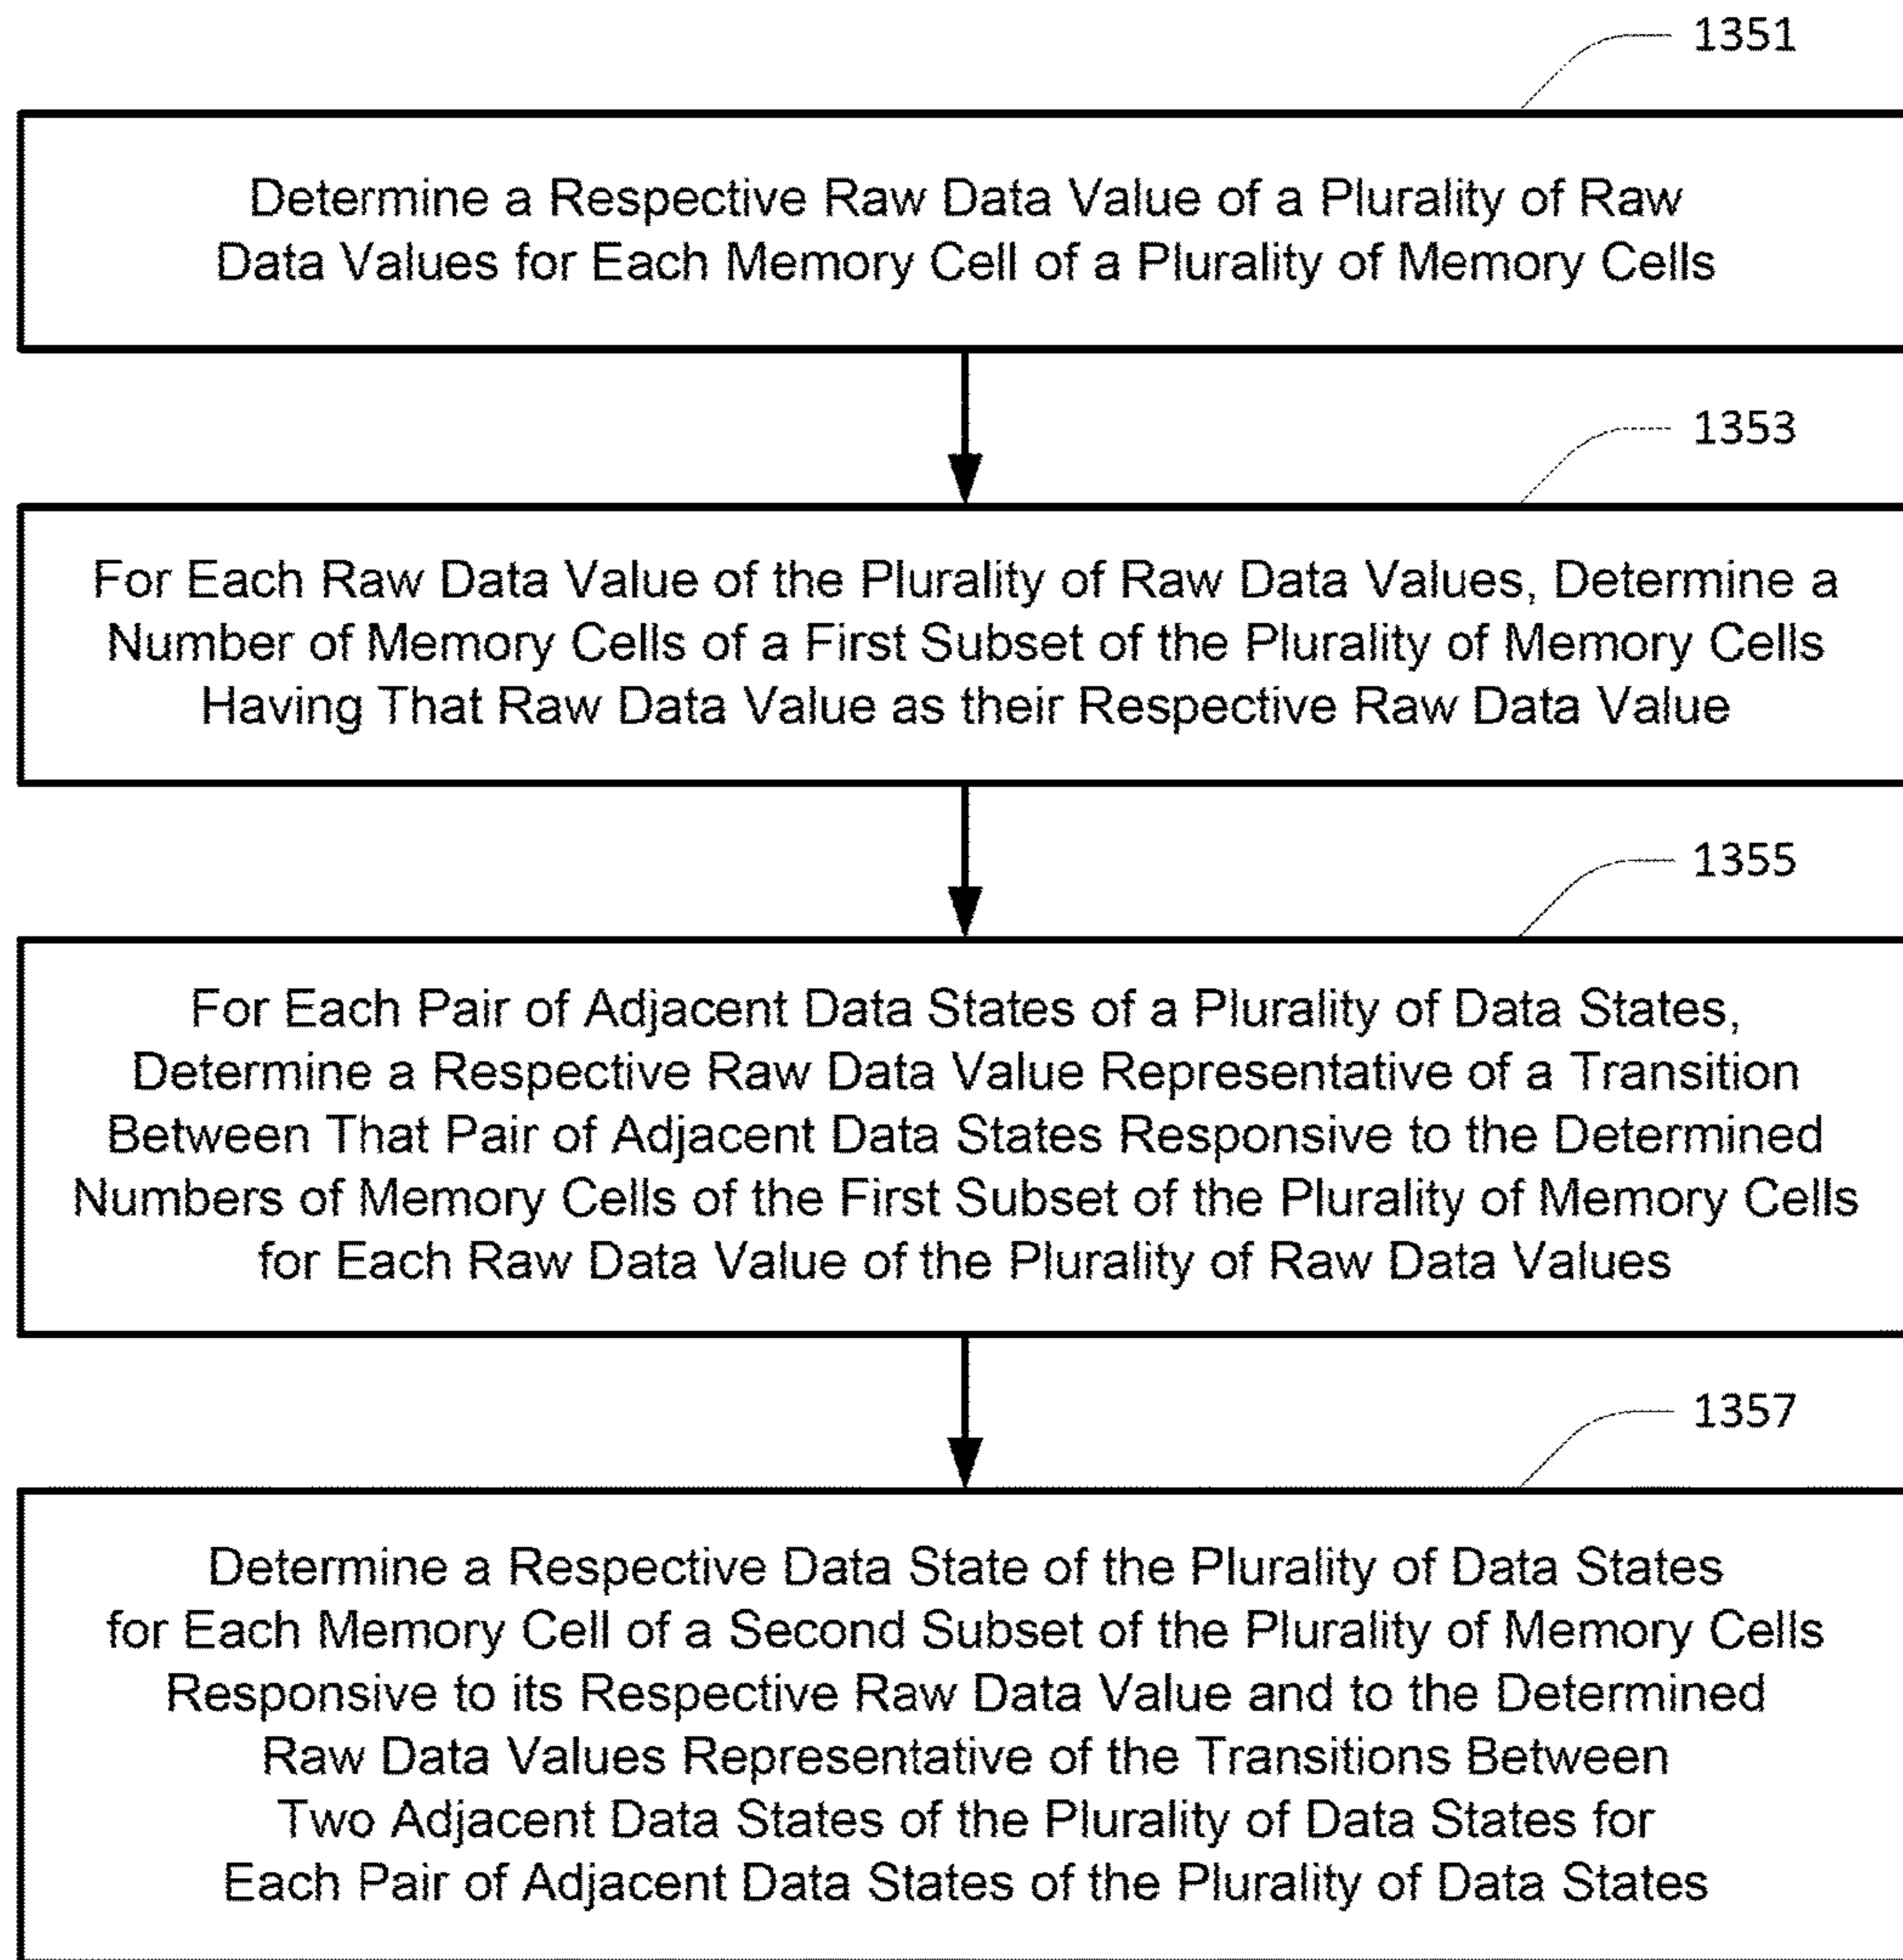 1351
Determine a Respective Raw Data Value of a Plurality of Raw
Data Values for Each Memory Cell of a Plurality of Memory Cells
1353
For Each Raw Data Value of the Plurality of Raw Data Values, Determine a
Number of Memory Cells of a First Subset of the Plurality of Memory Cells
Having That Raw Data Value as their Respective Raw Data Value
1355
For Each Pair of Adjacent Data States of a Plurality of Data States,
Determine a Respective Raw Data Value Representative of a Transition
Between That Pair of Adjacent Data States Responsive to the Determined
Numbers of Memory Cells of the First Subset of the Plurality of Memory Cells
for Each Raw Data Value of the Plurality of Raw Data Values
1357
Determine a Respective Data State of the Plurality of Data States
for Each Memory Cell of a Second Subset of the Plurality of Memory Cells
Responsive to its Respective Raw Data Value and to the Determined
Raw Data Values Representative of the Transitions Between
Two Adjacent Data States of the Plurality of Data States for
Each Pair of Adjacent Data States of the Plurality of Data States